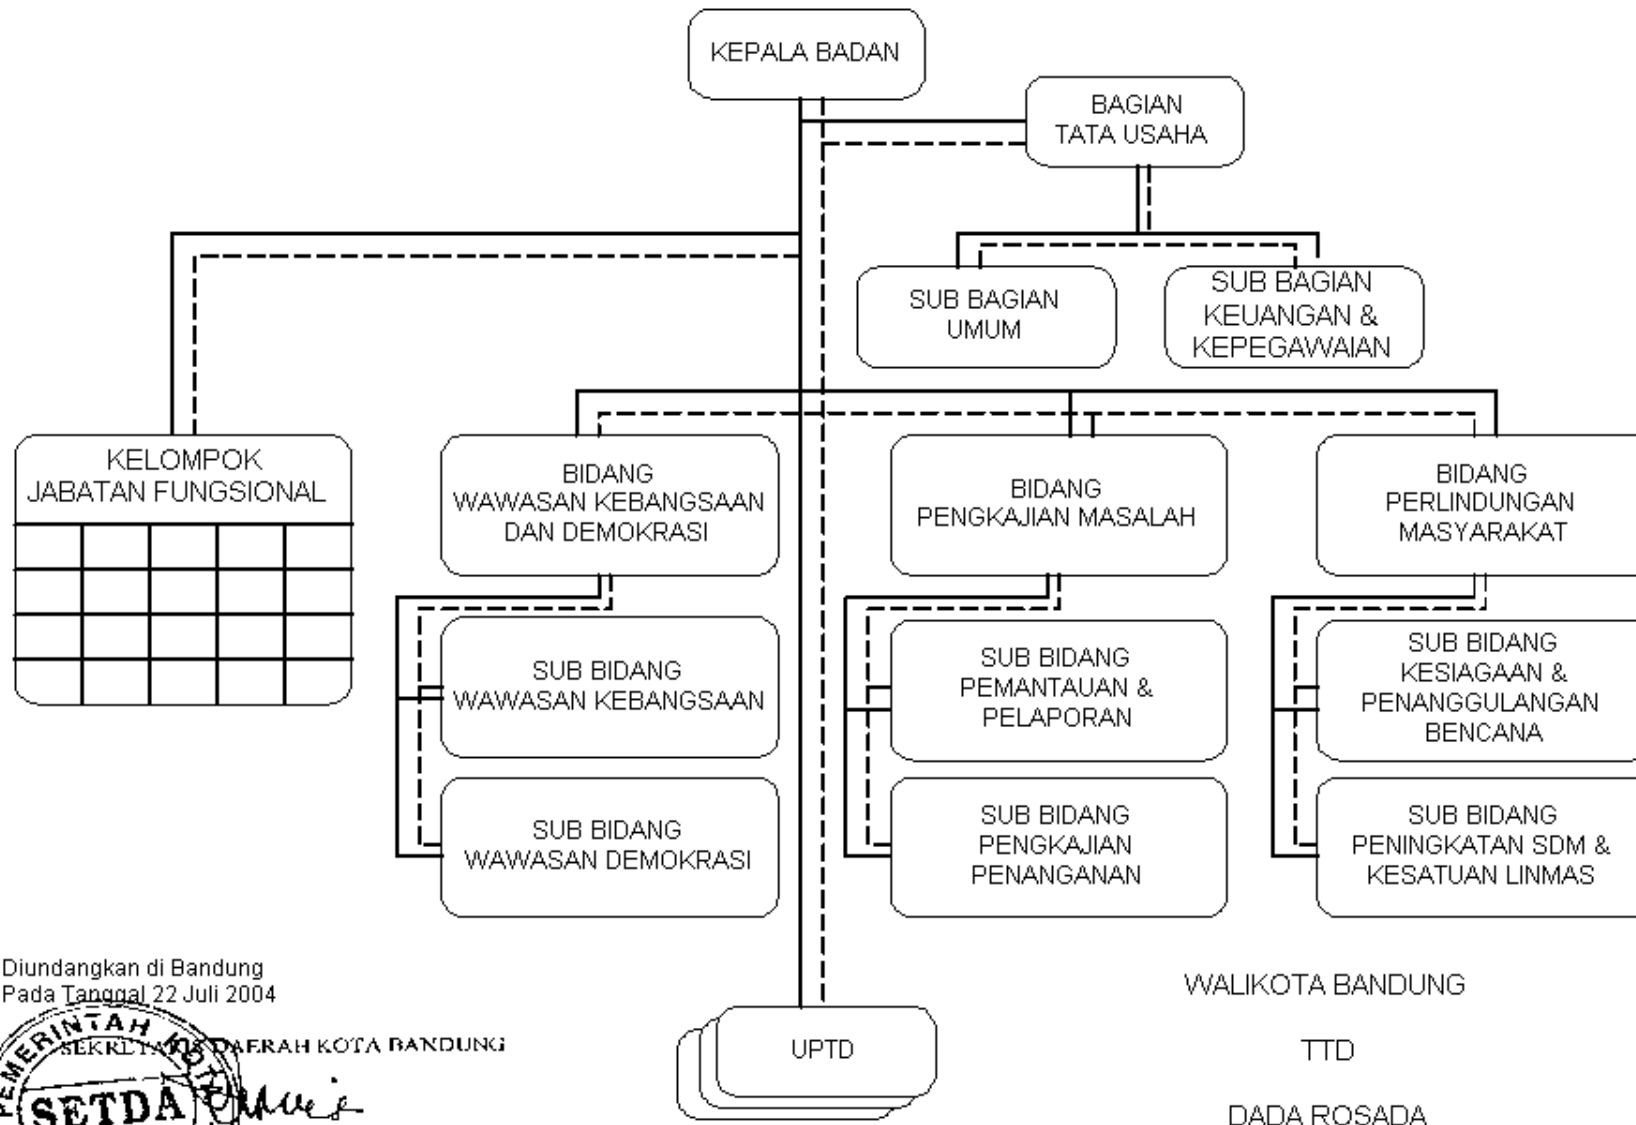 KEPALA BADAN
BAGIAN
TATA USAHA
SUB BAGIAN
UMUM
SUB BAGIAN
KEUANGAN &
KEPEGAWAIAN
KELOMPOK
JABATAN FUNGSIONAL
BIDANG
WAWASAN KEBANGSAAN
DAN DEMOKRASI
BIDANG
PENGKAJIAN MASALAH
BIDANG
PERLINDUNGAN
MASYARAKAT
SUB BIDANG
WAWASAN KEBANGSAAN
SUB BIDANG
PEMANTAUAN &
PELAPORAN
SUB BIDANG
KESIAGAAN &
PENANGGULANGAN
BENCANA
SUB BIDANG
WAWASAN DEMOKRASI
SUB BIDANG
PENGKAJIAN
PENANGANAN
SUB BIDANG
PENINGKATAN SDM &
KESATUAN LINMAS
UPTD
Diundangkan di Bandung
Pada Tanggal 22 Juli 2004
SEKRETARIS DAERAH KOTA BANDUNG
PEMERINTAH KOTA
SETDA
WALIKOTA BANDUNG
TTD
DADA ROSADA